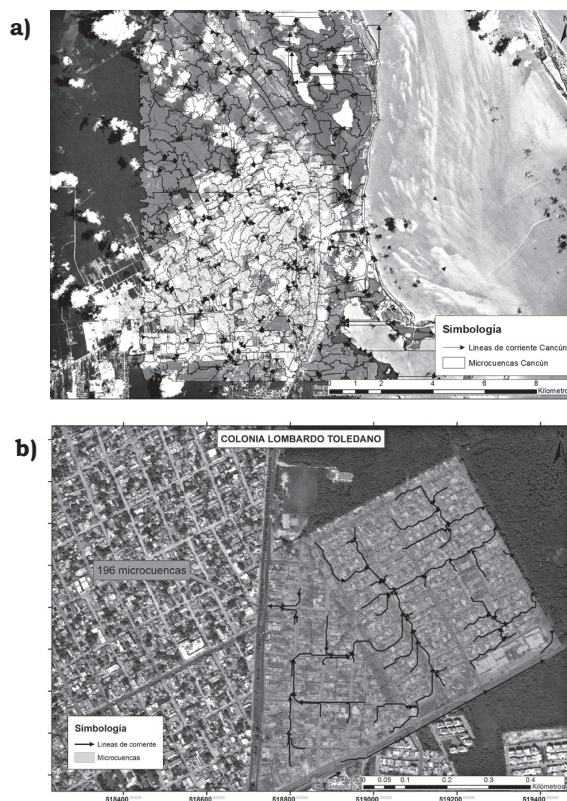 a)
Simbología
Lineas de corriente Cancún
Microcuencas Cancún
0 1 2 4 6 8
Kilómetro
b)
COLONIA LOMBARDO TOLEDANO
N
196 microcuencas
Simbología
Lineas de corriente
Microcuencas
0 0.05 0.1 0.2 0.3 0.4
Kilómetros
518400 518600 518800 519000 519200 519400